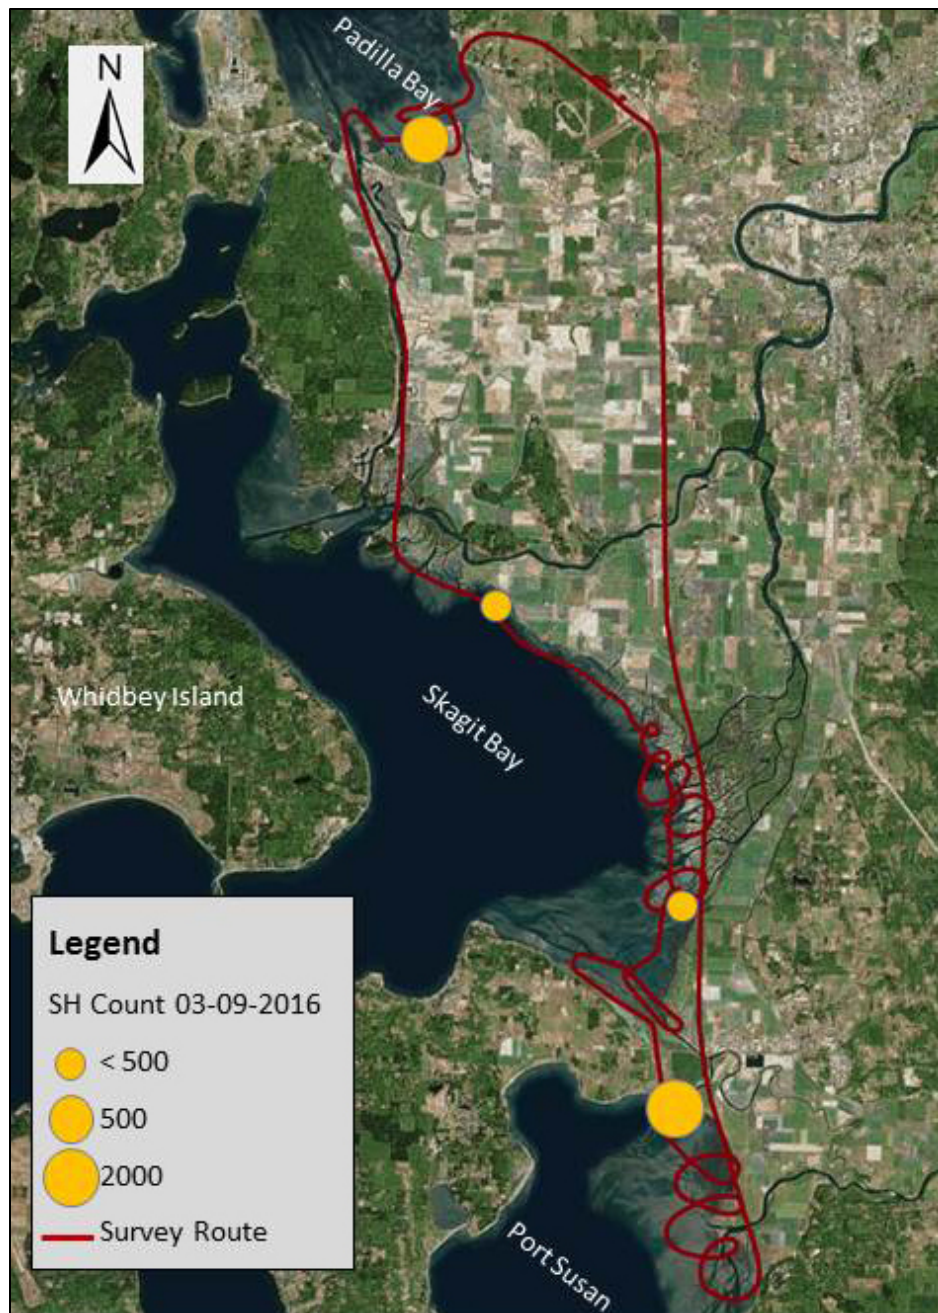 N
Padilla Bay
Whidbey Island
Skagit Bay
Legend
SH Count 03-09-2016
< 500
500
2000
Survey Route
Port Susan